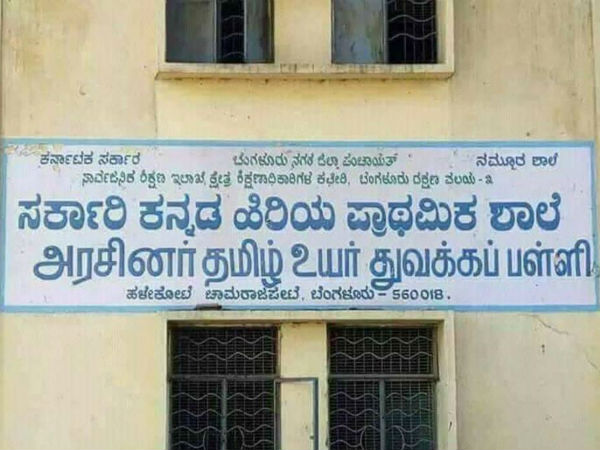 ಕರ್ನಾಟಕ ಸರ್ಕಾರ ಬೆಂಗಳೂರು ನಗರ ಜಿಲ್ಲಾ ಪಂಚಾಯತ್ ನಮ್ಮೂರ ಶಾಲೆ
ಸಾರ್ವಜನಿಕ ಶಿಕ್ಷಣ ಇಲಾಖೆ, ಕ್ಷೇತ್ರ ಶಿಕ್ಷಣಾಧಿಕಾರಿಗಳ ಕಚೇರಿ, ಬೆಂಗಳೂರು ದಕ್ಷಿಣ ವಲಯ-೩
ಸರ್ಕಾರಿ ಕನ್ನಡ ಹಿರಿಯ ಪ್ರಾಥಮಿಕ ಶಾಲೆ
அரசினர் தமிழ் உயர் துவக்கப் பள்ளி
ಹಳೇಕೋಟೆ ಚಾಮರಾಜಪೇಟೆ, ಬೆಂಗಳೂರು - 560018.